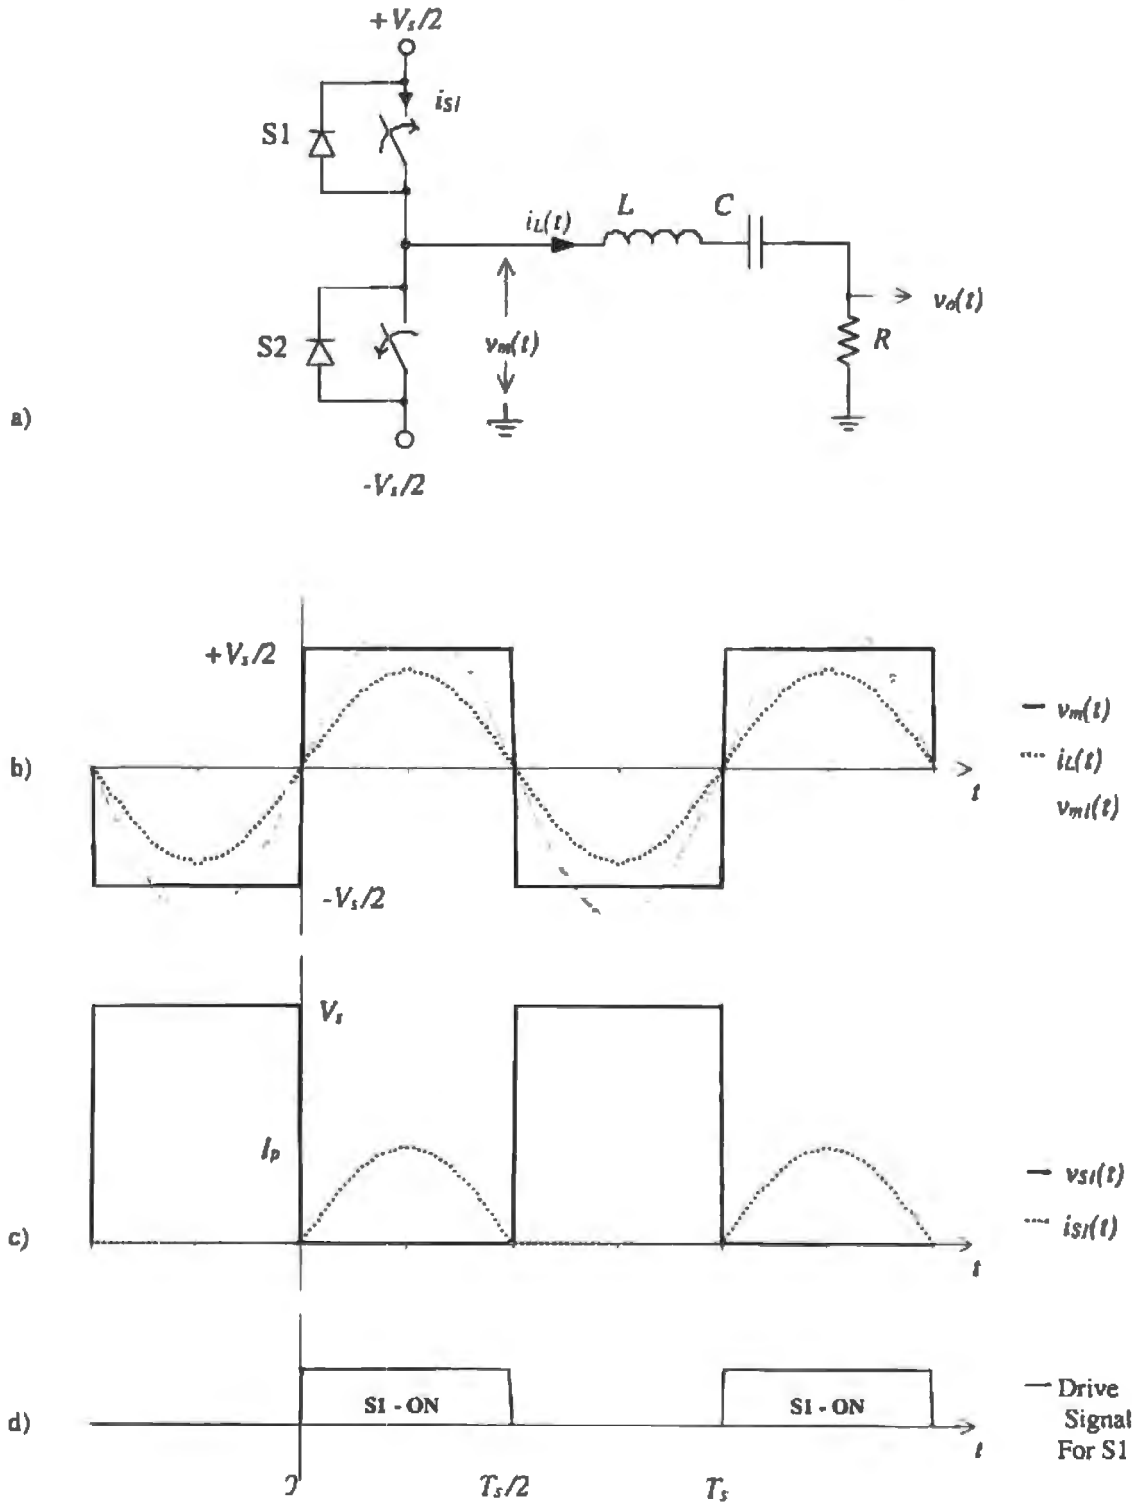 +Vs/2
iS1
S1
L
C
iL(t)
vo(t)
S2
vm(t)
R
a)
-Vs/2
+Vs/2
vm(t)
b)
iL(t)
t
vm1(t)
-Vs/2
Vs
Ip
vS1(t)
iS1(t)
c)
t
S1 - ON
S1 - ON
Drive
Signal
For S1
d)
t
Ts/2
Ts